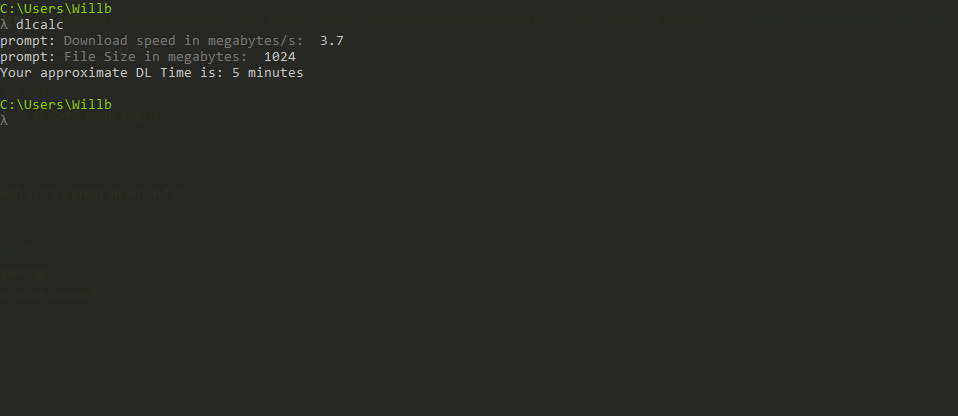 C:\Users\Willb
λ dlcalc
prompt: Download speed in megabytes/s:  3.7
prompt: File Size in megabytes:  1024
Your approximate DL Time is: 5 minutes
C:\Users\Willb
λ